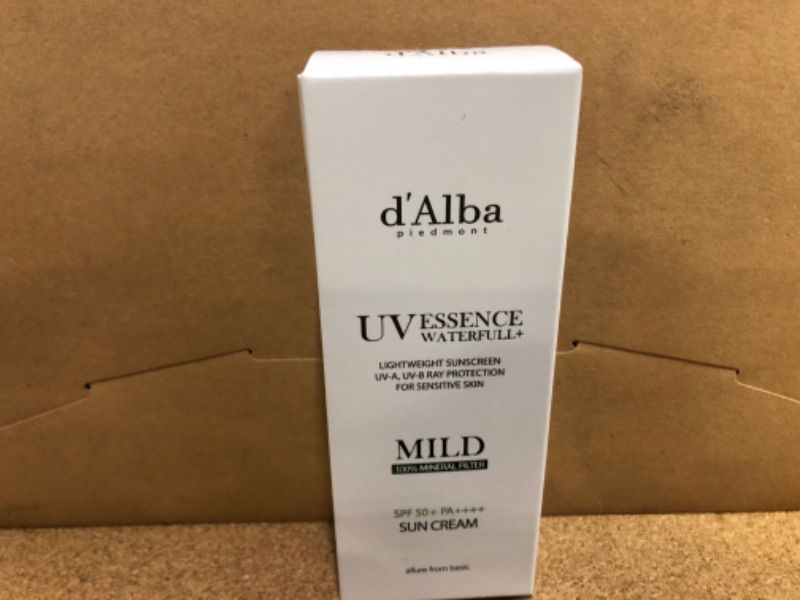 d'Alba
d'Alba
piedmont
UV ESSENCE
WATERFULL+
LIGHTWEIGHT SUNSCREEN
UV-A, UV-B RAY PROTECTION
FOR SENSITIVE SKIN
MILD
100% MINERAL FILTER
SPF 50+ PA++++
SUN CREAM
allure from basic